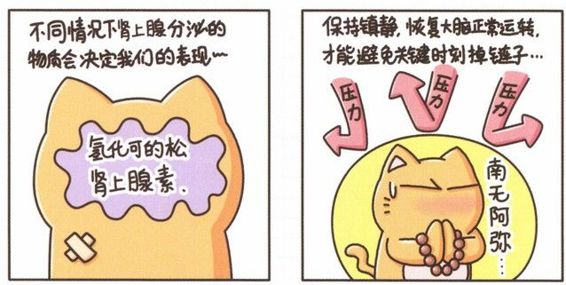 不同情况下肾上腺分泌的
物质会决定我们的表现~
氢化可的松
肾上腺素.
保持镇静,恢复大脑正常运转,
才能避免关键时刻掉链子…
压力
压力
压力
南无阿弥…